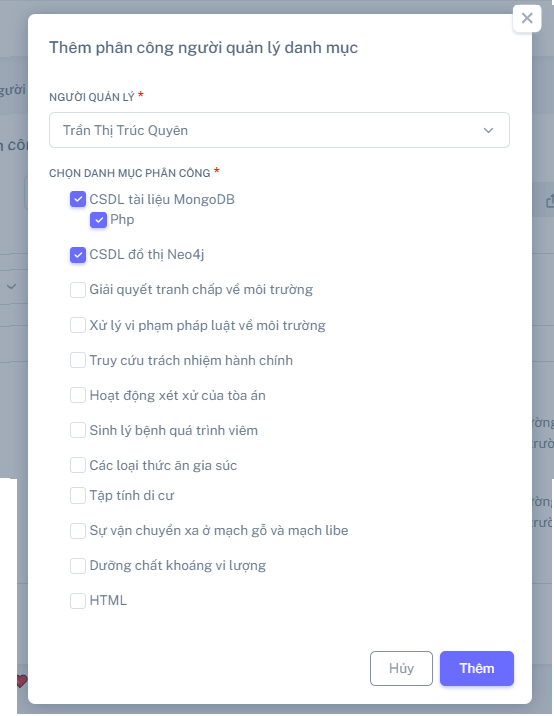 Thêm phân công người quản lý danh mục
NGƯỜI QUẢN LÝ *
Trần Thị Trúc Quyên
CHỌN DANH MỤC PHÂN CÔNG *
CSDL tài liệu MongoDB
Php
CSDL đồ thị Neo4j
Giải quyết tranh chấp về môi trường
Xử lý vi phạm pháp luật về môi trường
Truy cứu trách nhiệm hành chính
Hoạt động xét xử của tòa án
Sinh lý bệnh quá trình viêm
Các loại thức ăn gia súc
Tập tính di cư
Sự vận chuyển xa ở mạch gỗ và mạch libe
Dưỡng chất khoáng vi lượng
HTML
Hủy
Thêm